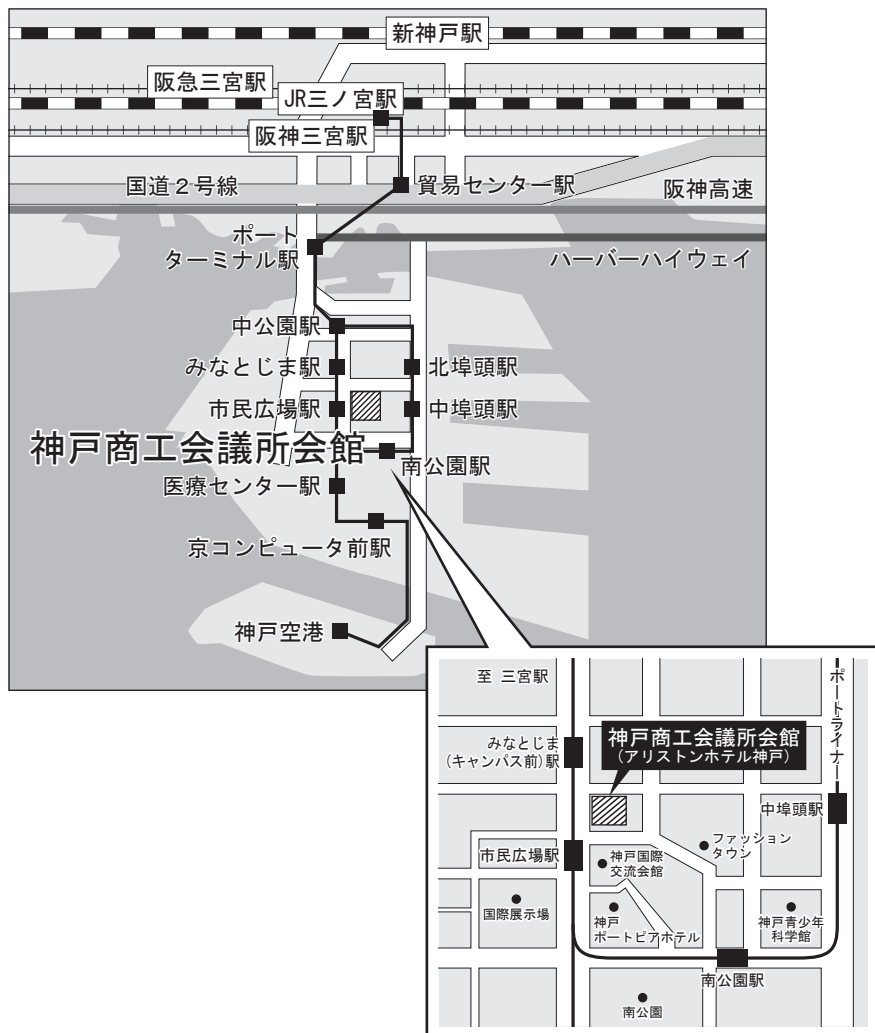 新神戸駅
阪急三宮駅
JR三ノ宮駅
阪神三宮駅
国道2号線
貿易センター駅
阪神高速
ポート
ターミナル駅
ハーバーハイウェイ
中公園駅
みなとじま駅
北埠頭駅
市民広場駅
中埠頭駅
神戸商工会議所会館
南公園駅
医療センター駅
京コンピュータ前駅
神戸空港
至 三宮駅
ポートライナー
みなとじま
(キャンパス前)駅
神戸商工会議所会館
(アリストンホテル神戸)
中埠頭駅
市民広場駅
神戸国際
交流会館
ファッション
タウン
国際展示場
神戸
ポートピアホテル
神戸青少年
科学館
南公園駅
南公園